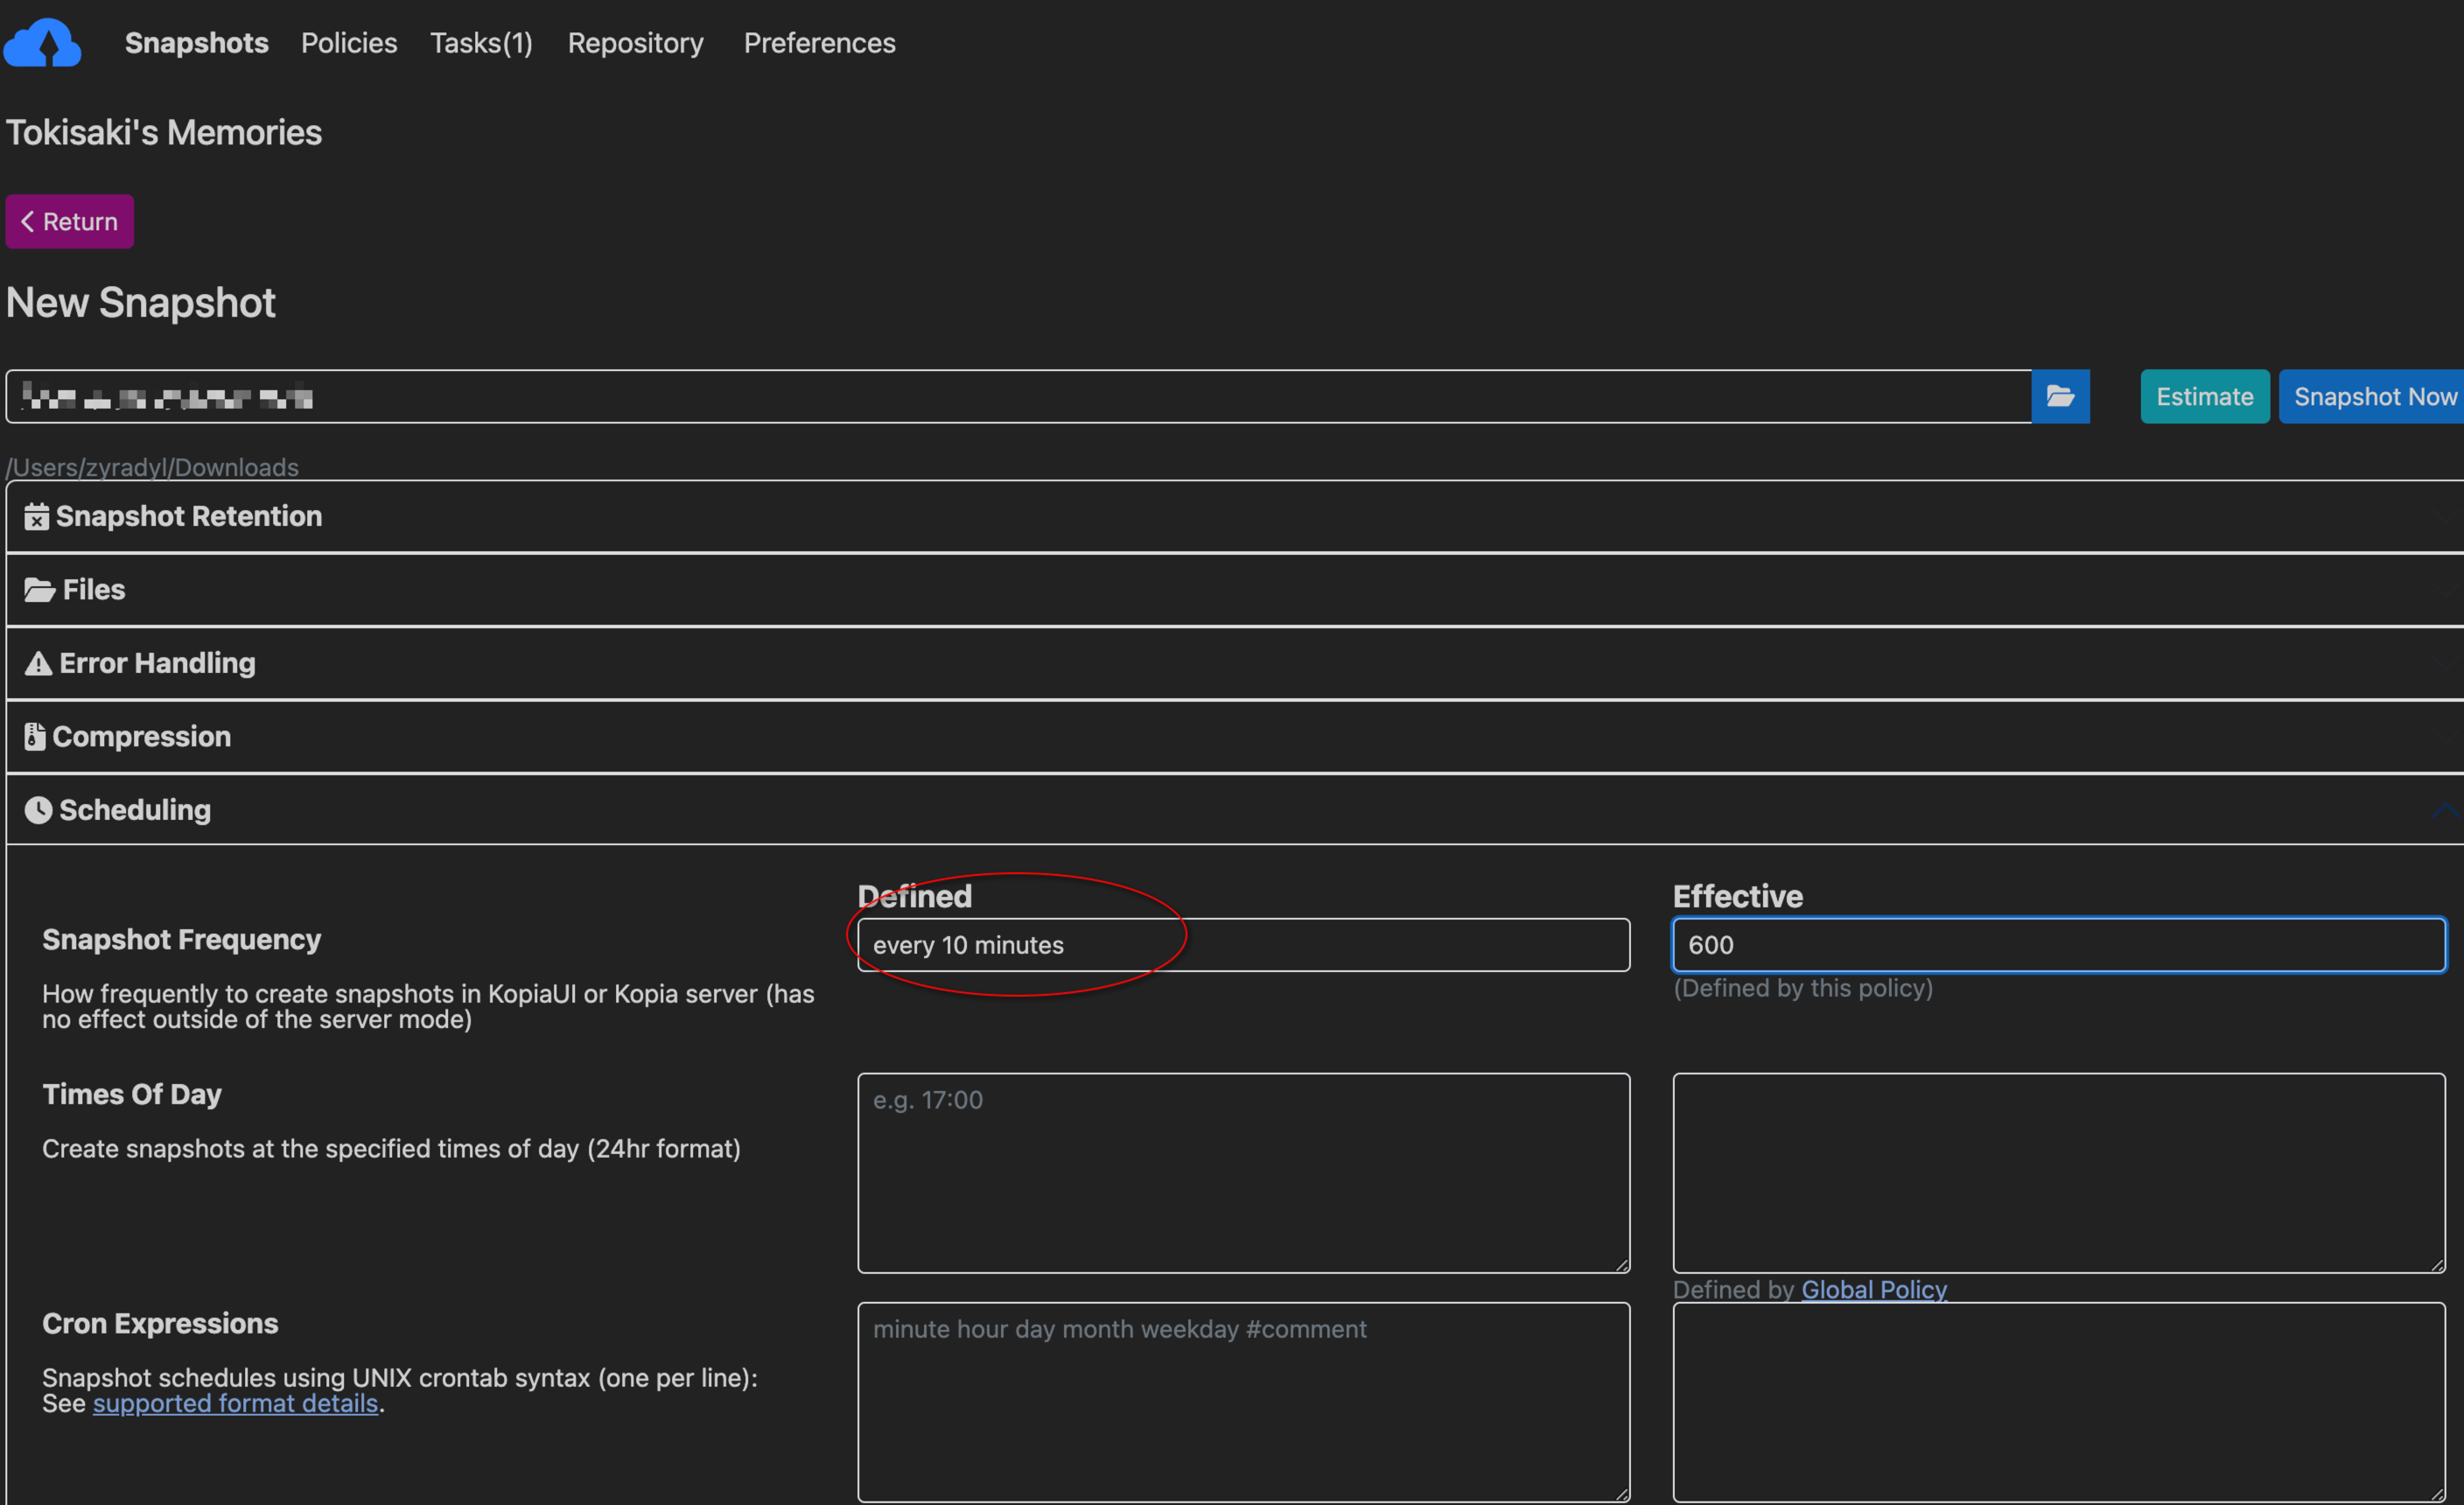 Snapshots Policies Tasks(1) Repository Preferences
Tokisaki's Memories
Return
New Snapshot
Estimate Snapshot Now
/Users/zyradyl/Downloads
Snapshot Retention
Files
Error Handling
Compression
Scheduling
Defined Effective
Snapshot Frequency
every 10 minutes
600
(Defined by this policy)
How frequently to create snapshots in KopiaUI or Kopia server (has
no effect outside of the server mode)
Times Of Day
e.g. 17:00
Create snapshots at the specified times of day (24hr format)
Defined by Global Policy
Cron Expressions
minute hour day month weekday #comment
Snapshot schedules using UNIX crontab syntax (one per line):
See supported format details.